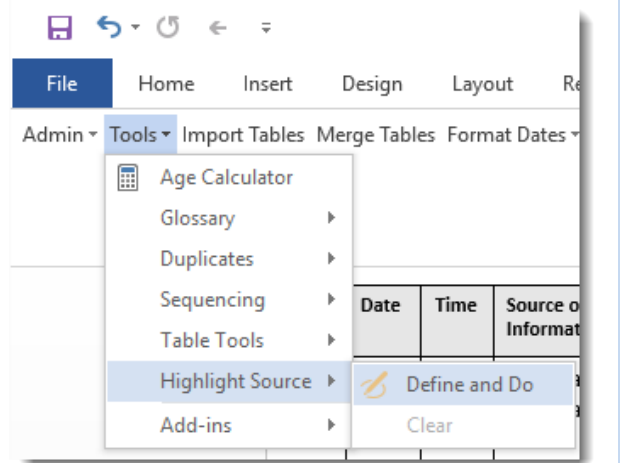 File Home Insert Design Layout
Admin Tools Import Tables Merge Tables Format Dates
Age Calculator
Glossary
Duplicates
Sequencing
Table Tools
Highlight Source
Add-ins
Date Time Source
Define and Do
Clear